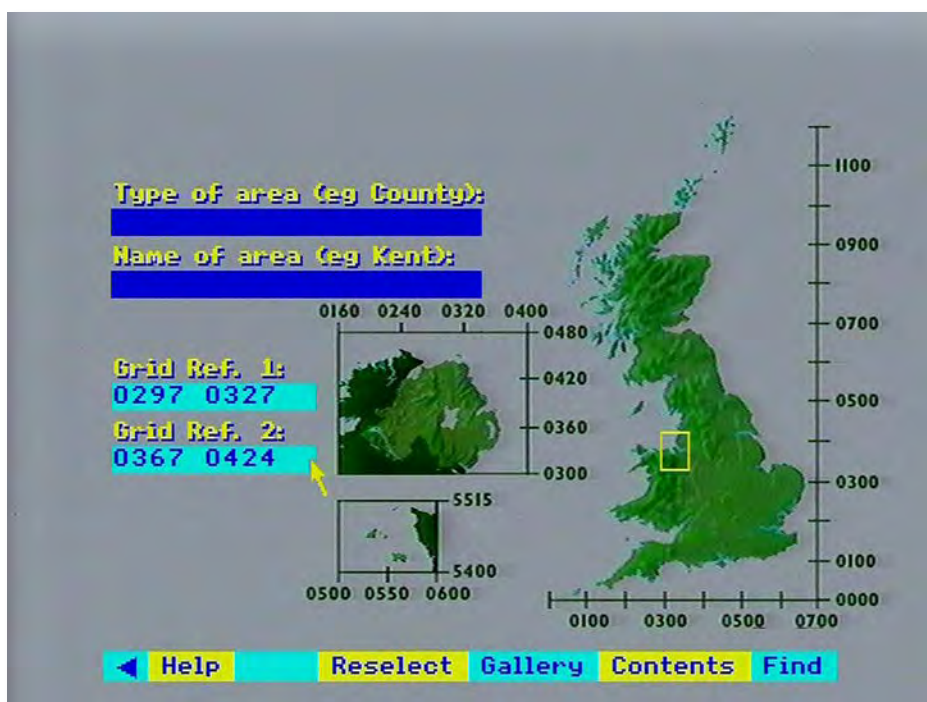 Type of area (eg County):
Name of area (eg Kent):
0160 0240 0320 0400
0480
0420
0360
0300
Grid Ref. 1:
0297 0327
Grid Ref. 2:
0367 0424
5515
5400
0500 0550 0600
1100
0900
0700
0500
0300
0100
0000
0100 0300 0500 0700
◄ Help Reselect Gallery Contents Find